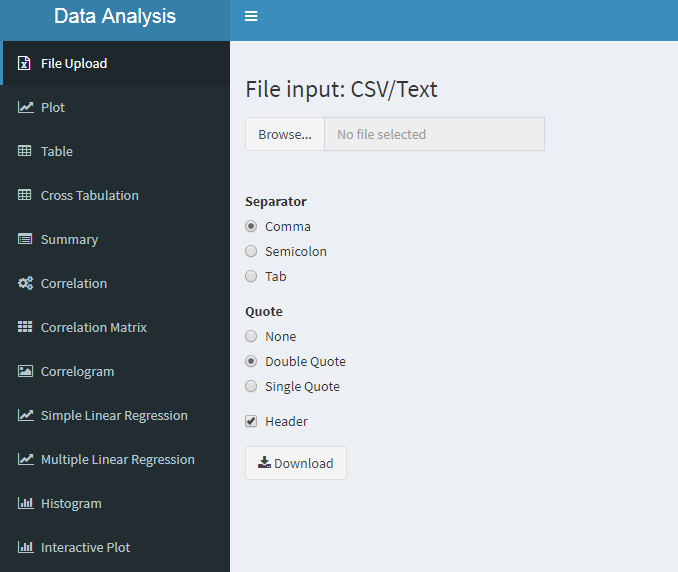 Data Analysis
File Upload
Plot
Table
Cross Tabulation
Summary
Correlation
Correlation Matrix
Correlogram
Simple Linear Regression
Multiple Linear Regression
Histogram
Interactive Plot
File input: CSV/Text
Browse... No file selected
Separator
Comma
Semicolon
Tab
Quote
None
Double Quote
Single Quote
Header
Download